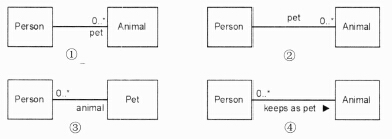 Person 0..* pet Animal
①
Person pet 0..* Animal
②
Person 0..* animal Pet
③
Person 0..* keeps as pet ► Animal
④